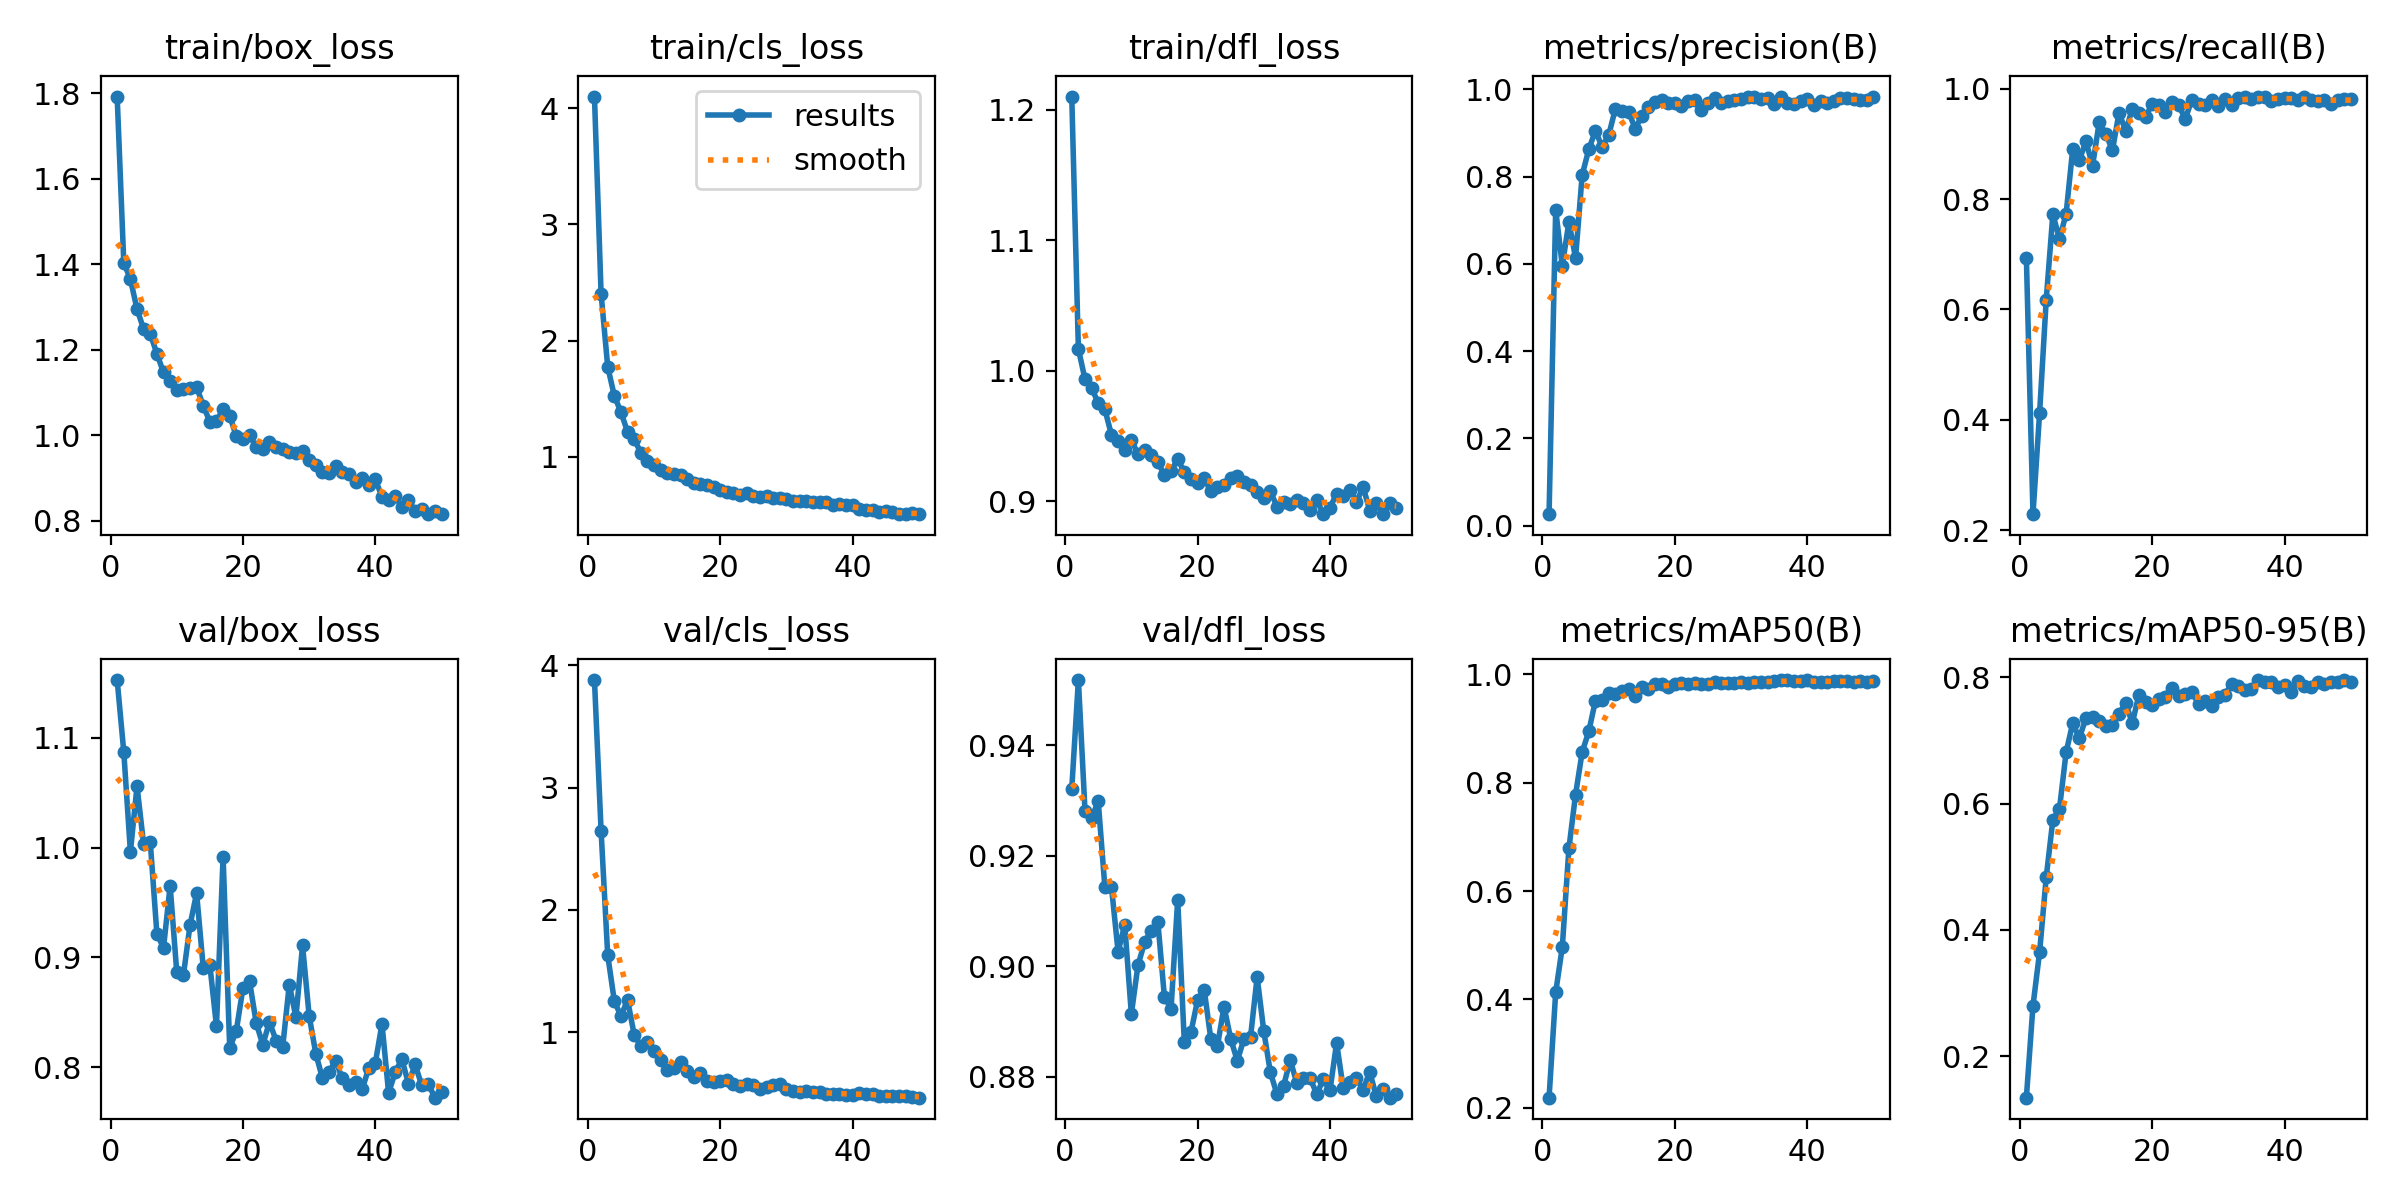 train/box_loss
1.8
1.6
1.4
1.2
1.0
0.8
0 20 40
train/cls_loss
results
smooth
4
3
2
1
0 20 40
train/dfl_loss
1.2
1.1
1.0
0.9
0 20 40
metrics/precision(B)
1.0
0.8
0.6
0.4
0.2
0.0
0 20 40
metrics/recall(B)
1.0
0.8
0.6
0.4
0.2
0 20 40
val/box_loss
1.1
1.0
0.9
0.8
0 20 40
val/cls_loss
4
3
2
1
0 20 40
val/dfl_loss
0.94
0.92
0.90
0.88
0 20 40
metrics/mAP50(B)
1.0
0.8
0.6
0.4
0.2
0 20 40
metrics/mAP50-95(B)
0.8
0.6
0.4
0.2
0 20 40